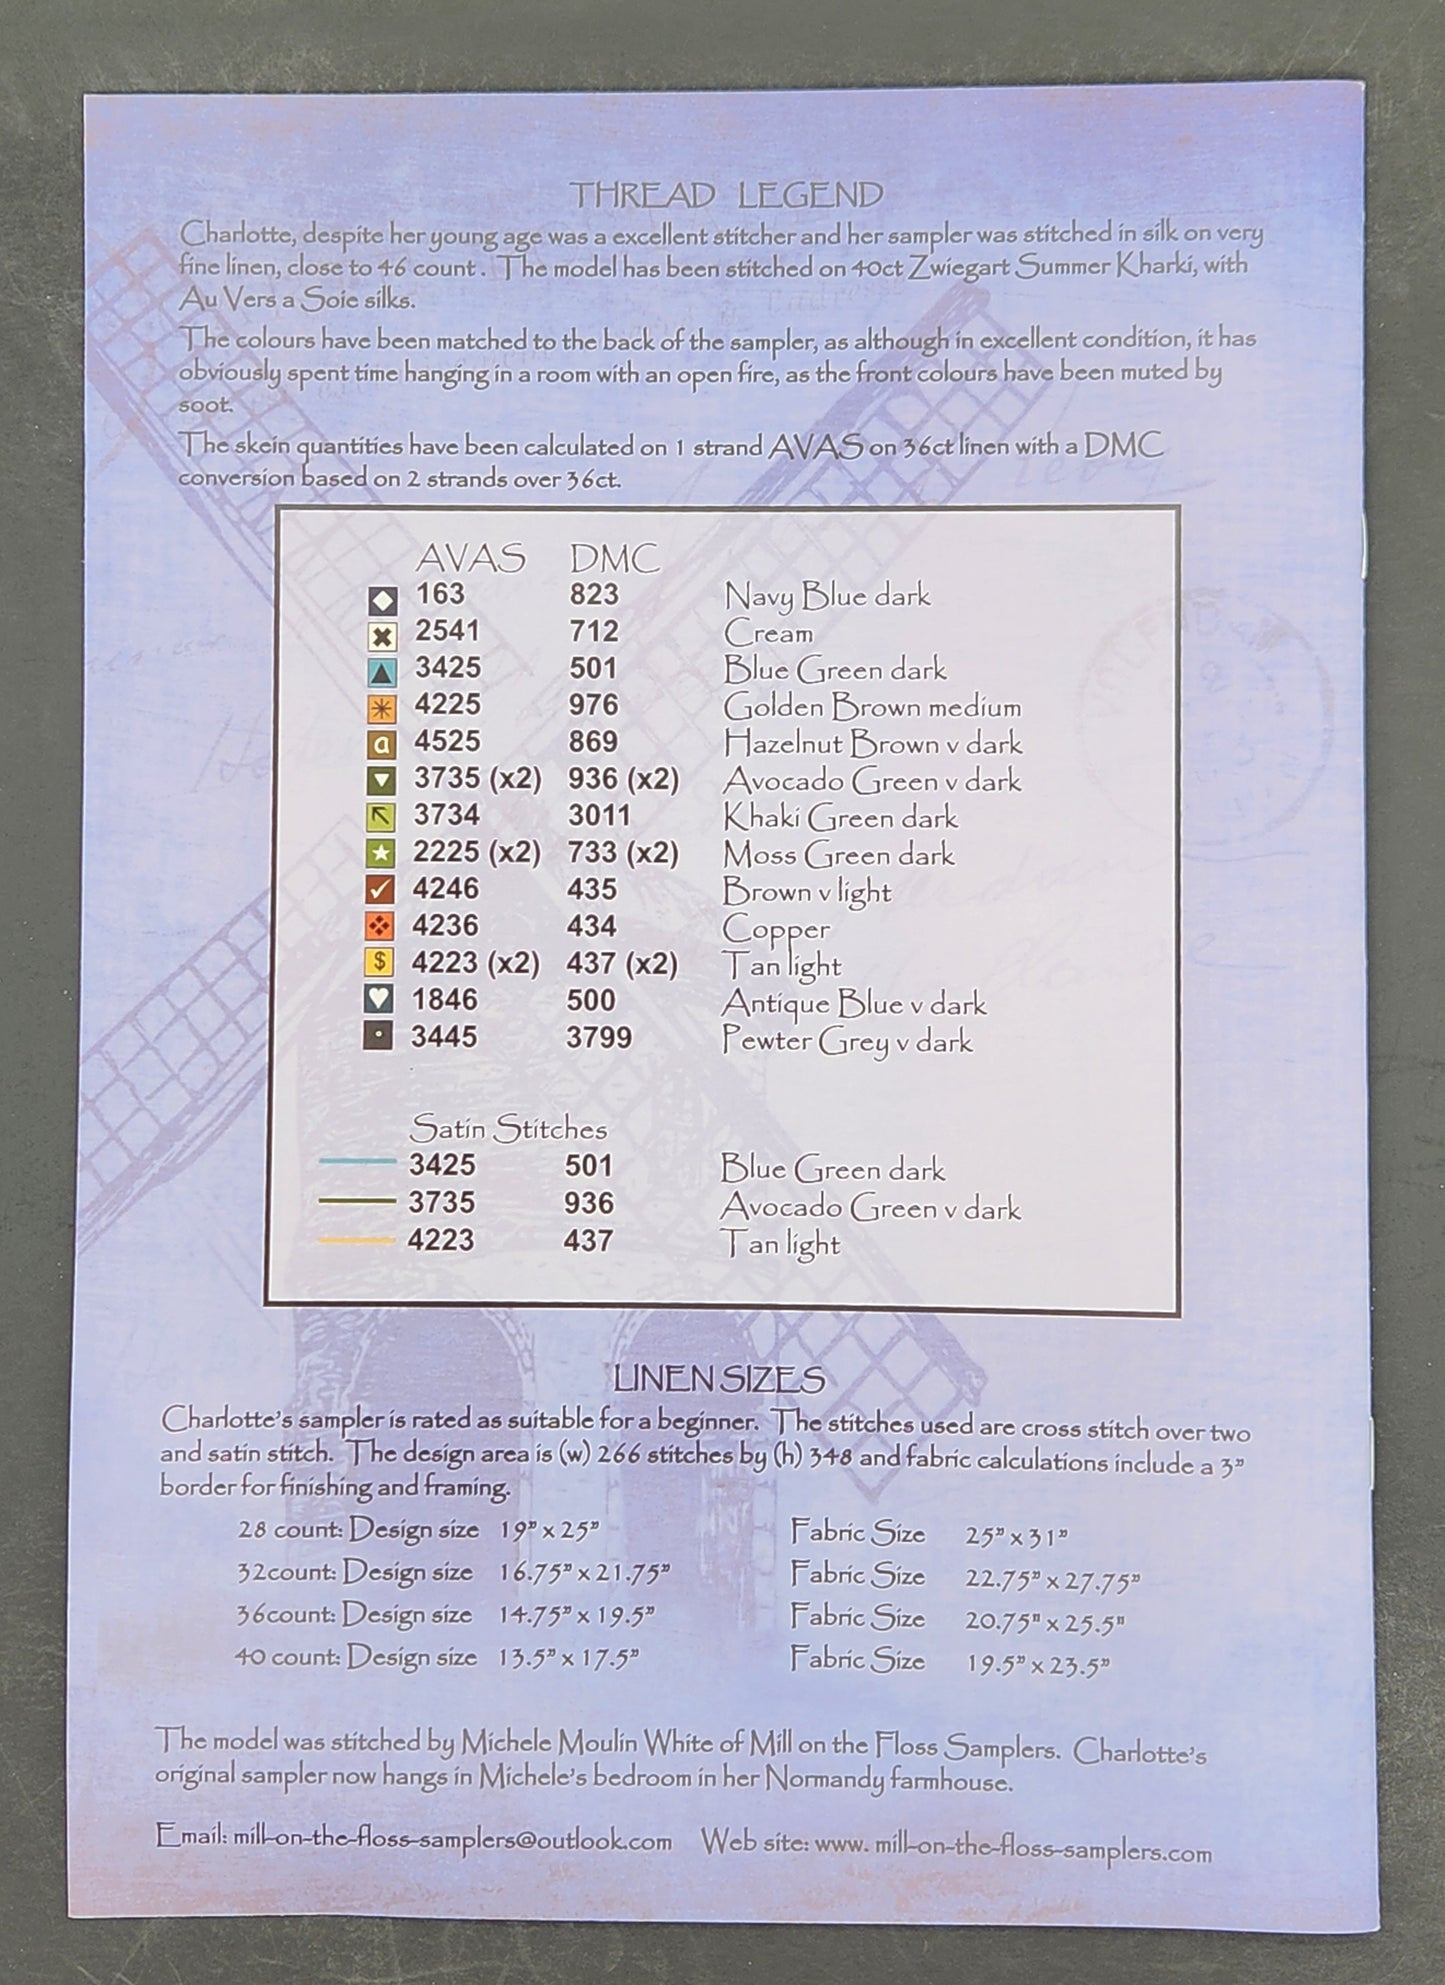 THREAD LEGEND
Charlotte, despite her young age was a excellent stitcher and her sampler was stitched in silk on very
fine linen, close to 46 count. The model has been stitched on 40ct Zwiegart Summer Kharki, with
Au Vers a Soie silks.
The colours have been matched to the back of the sampler, as although in excellent condition, it has
obviously spent time hanging in a room with an open fire, as the front colours have been muted by
soot.
The skein quantities have been calculated on 1 strand AVAS on 36ct linen with a DMC
conversion based on 2 strands over 36ct.
AVAS DMC
163 823 Navy Blue dark
2541 712 Cream
3425 501 Blue Green dark
4225 976 Golden Brown medium
a 4525 869 Hazelnut Brown v dark
3735 (x2) 936 (x2) Avocado Green v dark
3734 3011 Khaki Green dark
2225 (x2) 733 (x2) Moss Green dark
4246 435 Brown v light
4236 434 Copper
$ 4223 (x2) 437 (x2) Tan light
1846 500 Antique Blue v dark
3445 3799 Pewter Grey v dark
Satin Stitches
3425 501 Blue Green dark
3735 936 Avocado Green v dark
4223 437 Tan light
LINEN SIZES
Charlotte's sampler is rated as suitable for a beginner. The stitches used are cross stitch over two
and satin stitch. The design area is (w) 266 stitches by (h) 348 and fabric calculations include a 3"
border for finishing and framing.
28 count: Design size 19" x 25" Fabric Size 25" x 31"
32count: Design size 16.75" x 21.75" Fabric Size 22.75" x 27.75"
36count: Design size 14.75" x 19.5" Fabric Size 20.75" x 25.5"
40 count: Design size 13.5" x 17.5" Fabric Size 19.5" x 23.5"
The model was stitched by Michele Moulin White of Mill on the Floss Samplers. Charlotte's
original sampler now hangs in Michele's bedroom in her Normandy farmhouse.
Email: mill-on-the-floss-samplers@outlook.com Web site: www. mill-on-the-floss-samplers.com